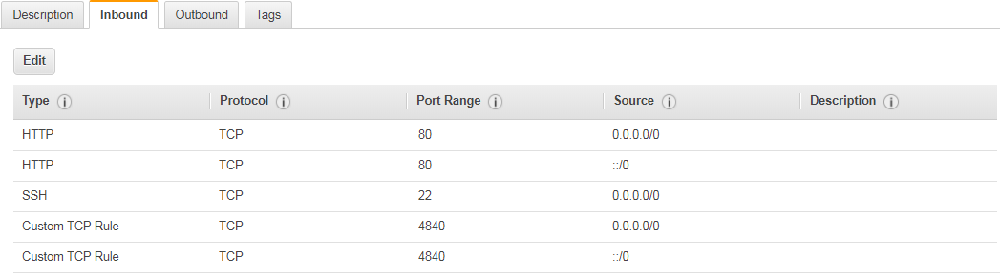 Description Inbound Outbound Tags
Edit
Type Protocol Port Range Source Description
HTTP TCP 80 0.0.0.0/0
HTTP TCP 80 ::/0
SSH TCP 22 0.0.0.0/0
Custom TCP Rule TCP 4840 0.0.0.0/0
Custom TCP Rule TCP 4840 ::/0